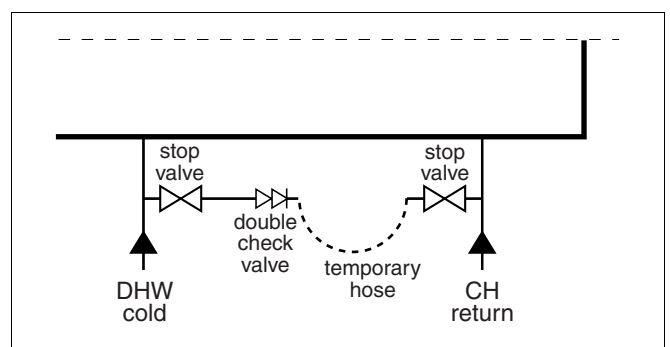 stop
valve
stop
valve
double
check
valve
temporary
hose
DHW
cold
CH
return